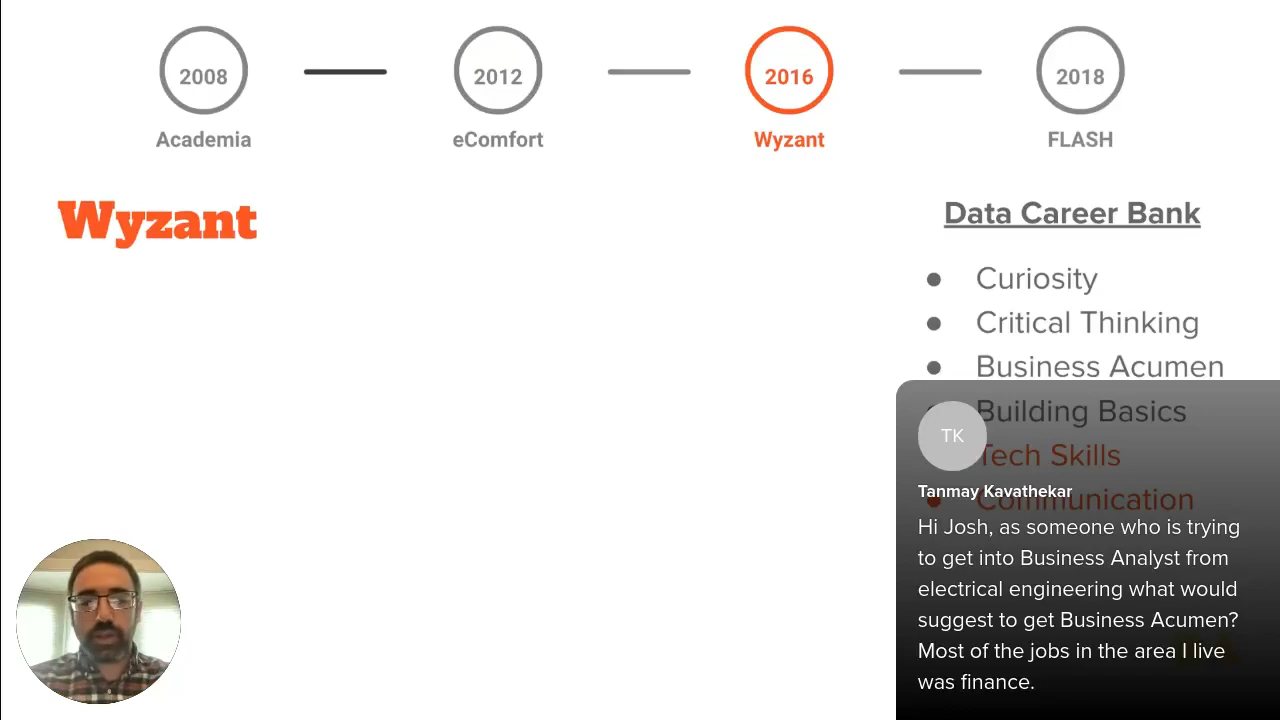 2008
2012
2016
2018
Academia
eComfort
Wyzant
FLASH
Wyzant
Data Career Bank
● Curiosity
● Critical Thinking
● Business Acumen
● Building Basics
Tech Skills
● Communication
TK
Tanmay Kavathekar
Hi Josh, as someone who is trying
to get into Business Analyst from
electrical engineering what would
suggest to get Business Acumen?
Most of the jobs in the area I live
was finance.